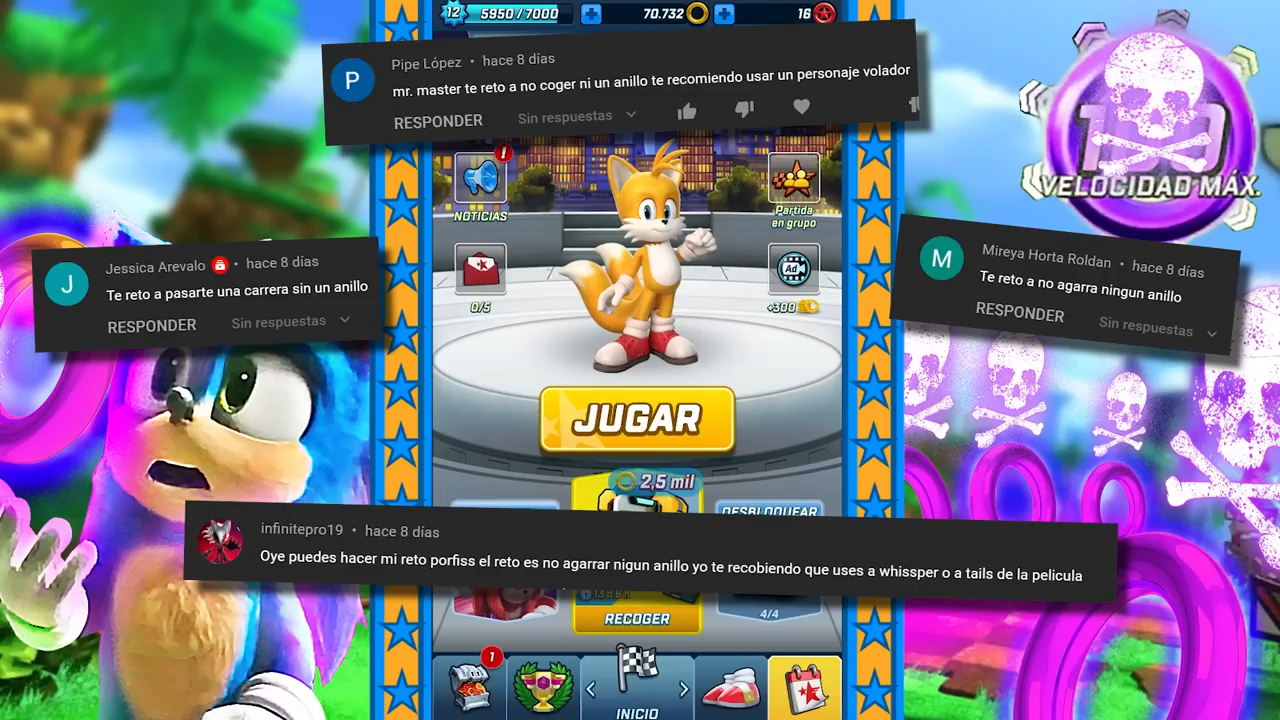 12 5950 / 7000 70.732 16
Pipe López • hace 8 días
mr. master te reto a no coger ni un anillo te recomiendo usar un personaje volador
RESPONDER Sin respuestas
VELOCIDAD MÁX.
NOTICIAS
Partida
en grupo
Jessica Arevalo • hace 8 días
Te reto a pasarte una carrera sin un anillo
RESPONDER Sin respuestas
Mireya Horta Roldan • hace 8 días
Te reto a no agarra ningun anillo
RESPONDER Sin respuestas
0/5
Ad
+300
JUGAR
2,5 mil
DESBLOQUEAR
infinitepro19 • hace 8 días
Oye puedes hacer mi reto porfiss el reto es no agarrar nigun anillo yo te recobiendo que uses a whissper o a tails de la pelicula
13 d 8 h
RECOGER
4/4
1
INICIO